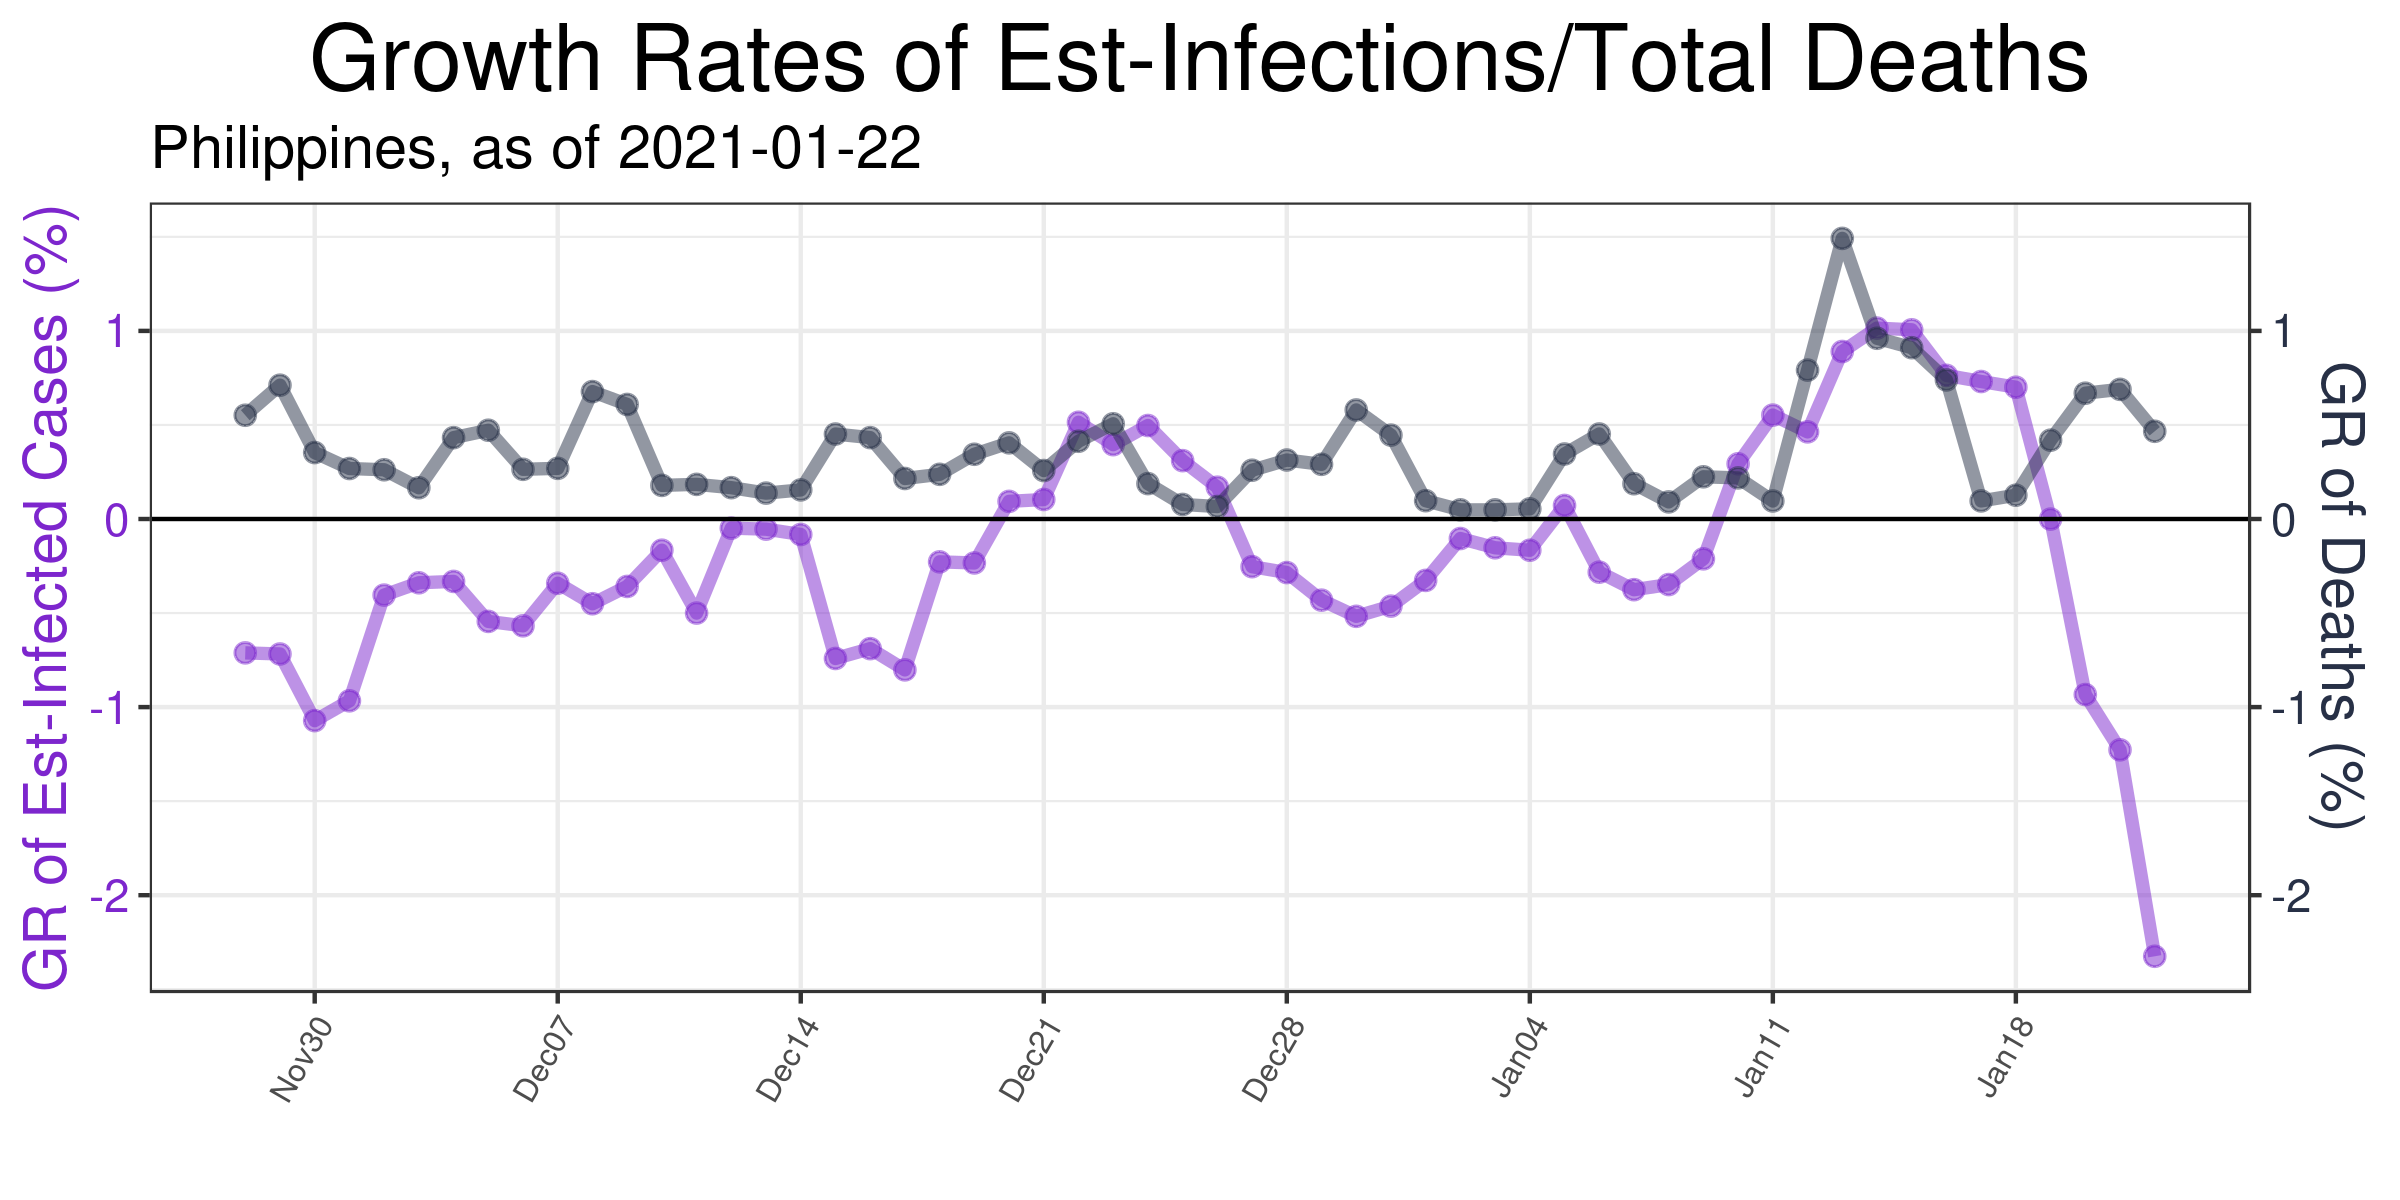 Growth Rates of Est-Infections/Total Deaths
Philippines, as of 2021-01-22
GR of Est-Infected Cases (%)
1
0
-1
-2
1
0
-1
-2
GR of Deaths (%)
Nov30
Dec07
Dec14
Dec21
Dec28
Jan04
Jan11
Jan18